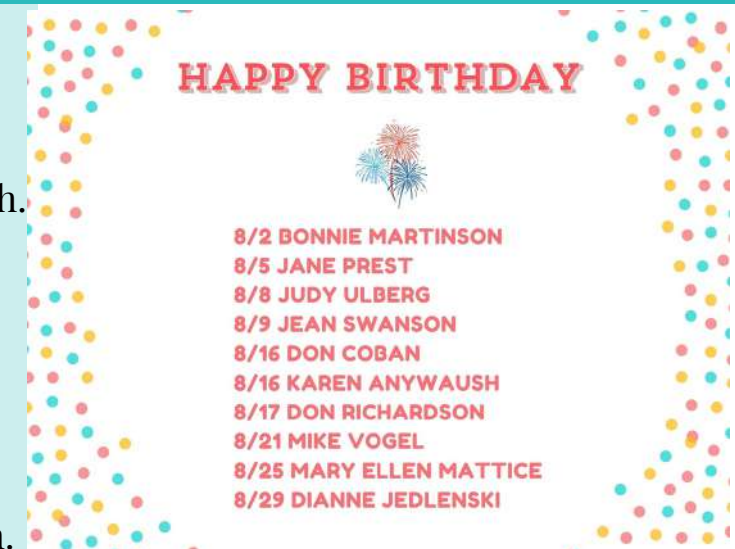 HAPPY BIRTHDAY
h.
8/2 BONNIE MARTINSON
8/5 JANE PREST
8/8 JUDY ULBERG
8/9 JEAN SWANSON
8/16 DON COBAN
8/16 KAREN ANYWAUSH
8/17 DON RICHARDSON
8/21 MIKE VOGEL
8/25 MARY ELLEN MATTICE
8/29 DIANNE JEDLENSKI